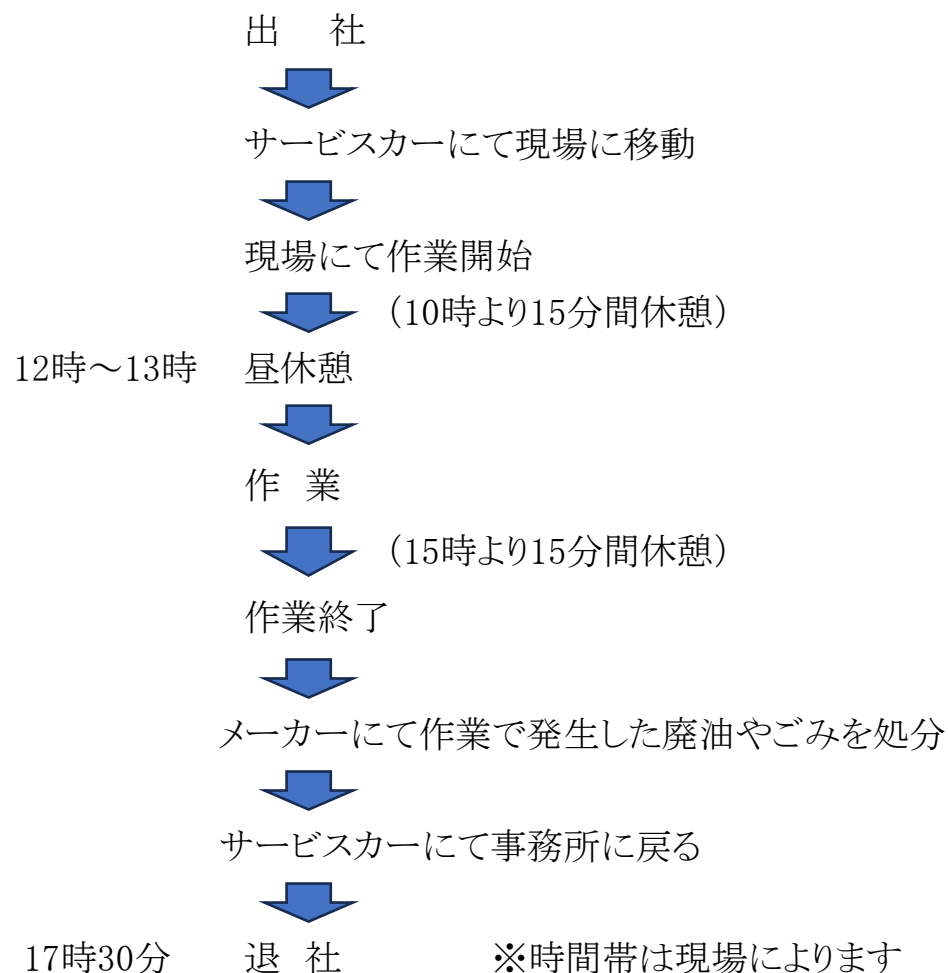 出　社
サービスカーにて現場に移動
現場にて作業開始
(10時より15分間休憩)
12時～13時　昼休憩
作 業
(15時より15分間休憩)
作業終了
メーカーにて作業で発生した廃油やごみを処分
サービスカーにて事務所に戻る
17時30分　退 社　※時間帯は現場によります